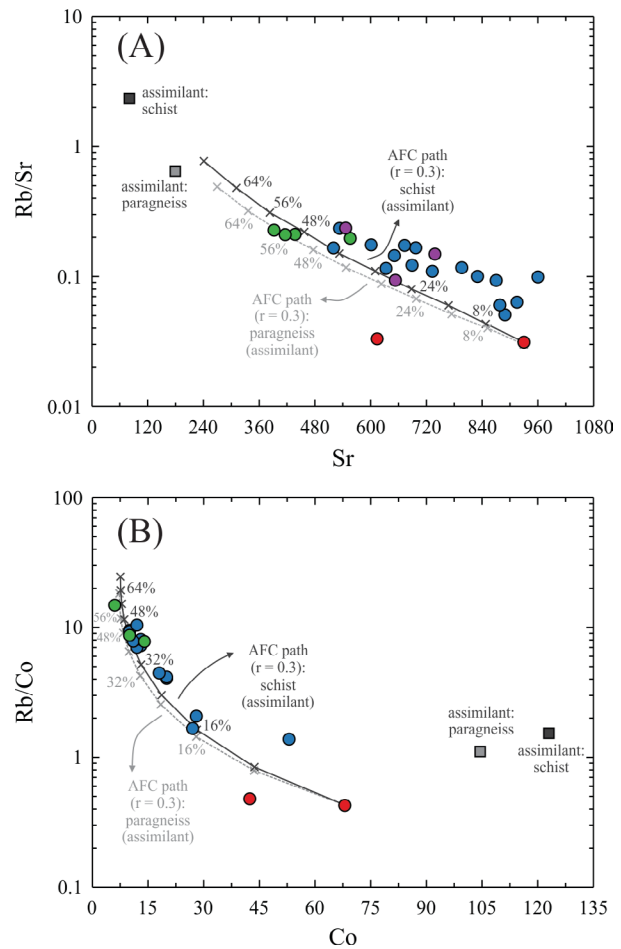 (A)
10
1
0.1
0.01
Rb/Sr
assimilant:
schist
assimilant:
paragneiss
64%
56%
48%
24%
8%
64%
56%
48%
24%
8%
AFC path
(r = 0.3):
schist
(assimilant)
AFC path
(r = 0.3):
paragneiss
(assimilant)
0 120 240 360 480 600 720 840 960 1080
Sr
(B)
100
10
1
0.1
Rb/Co
64%
48%
32%
16%
56%
48%
32%
16%
AFC path
(r = 0.3):
schist
(assimilant)
AFC path
(r = 0.3):
paragneiss
(assimilant)
assimilant:
paragneiss
assimilant:
schist
0 15 30 45 60 75 90 105 120 135
Co